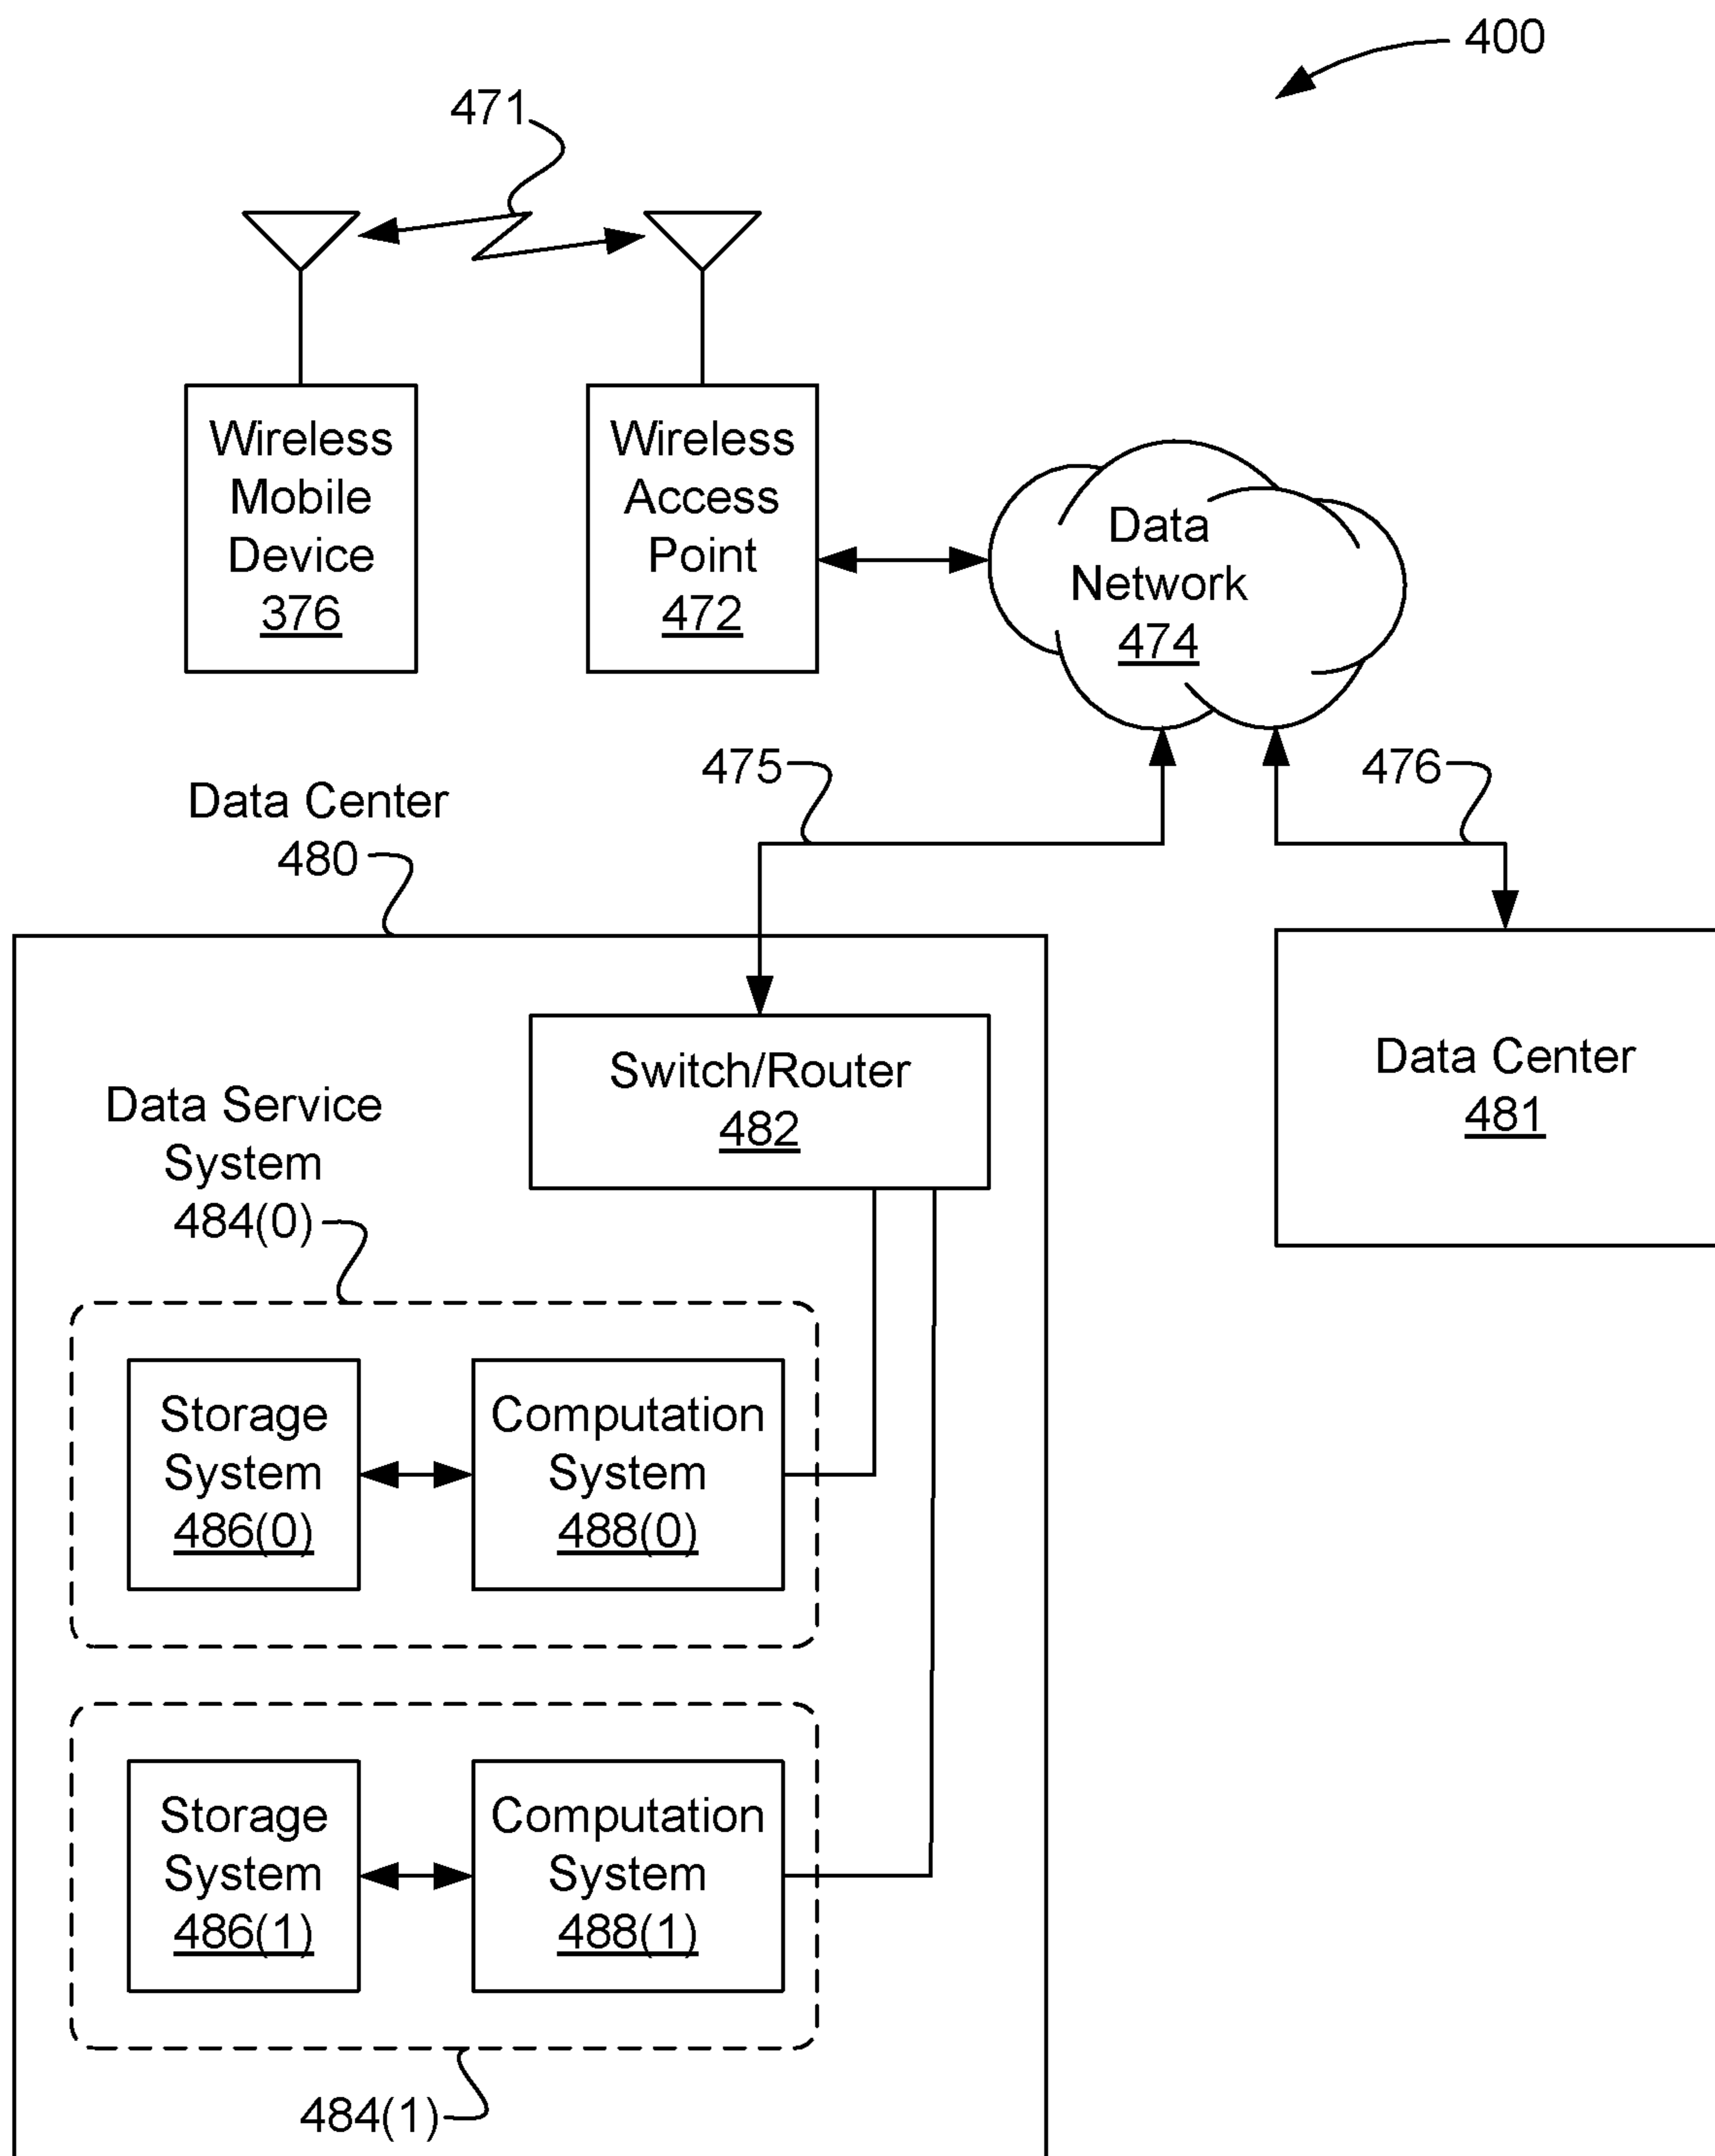 400
471
Wireless
Mobile
Device
376
Wireless
Access
Point
472
Data
Network
474
475
476
Data Center
480
Switch/Router
482
Data Center
481
Data Service
System
484(0)
Storage
System
486(0)
Computation
System
488(0)
Storage
System
486(1)
Computation
System
488(1)
484(1)